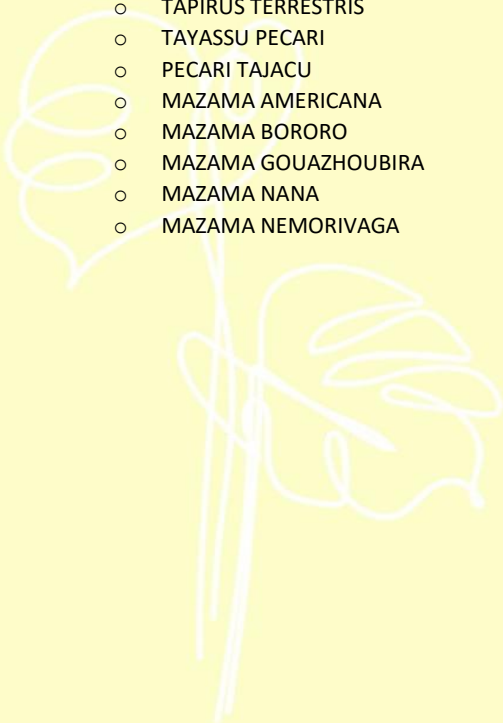 o TAPIRUS TERRESTRIS
o TAYASSU PECARI
o PECARI TAJACU
o MAZAMA AMERICANA
o MAZAMA BORORO
o MAZAMA GOUAZHOUBIRA
o MAZAMA NANA
o MAZAMA NEMORIVAGA